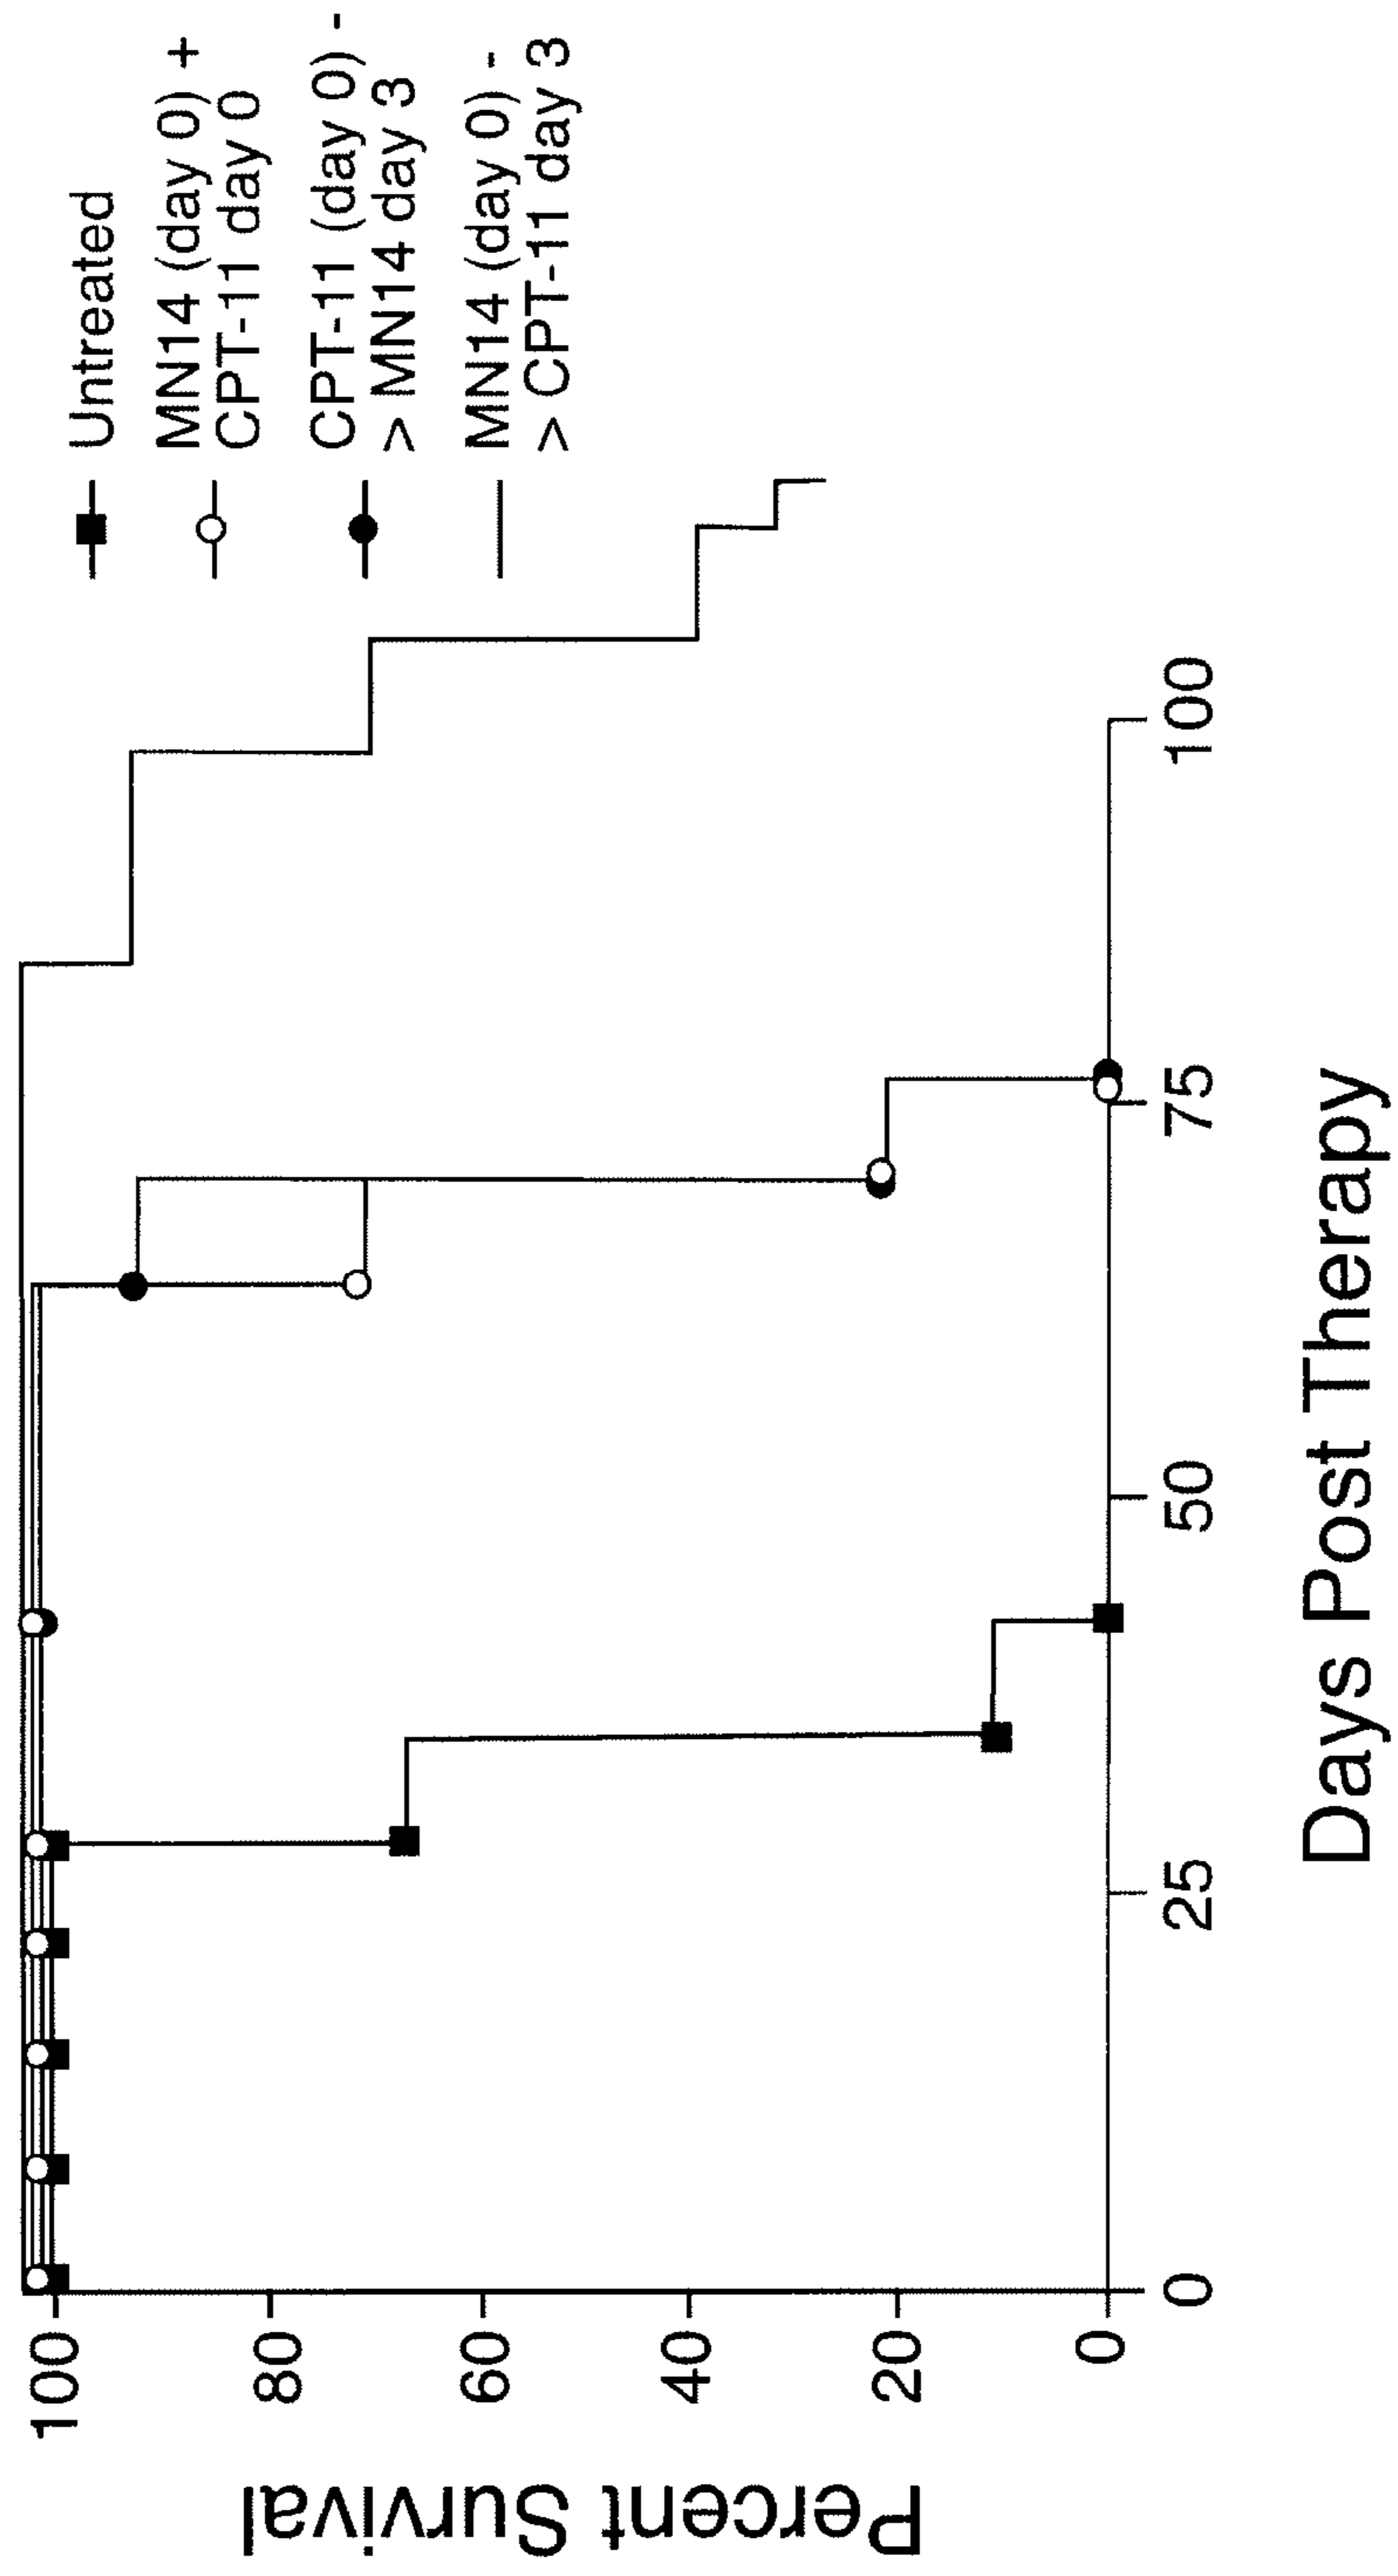 Untreated
MN14 (day 0) +
CPT-11 day 0
CPT-11 (day 0) -
> MN14 day 3
MN14 (day 0) -
> CPT-11 day 3
Percent Survival
100
80
60
40
20
0
0
25
50
75
100
Days Post Therapy